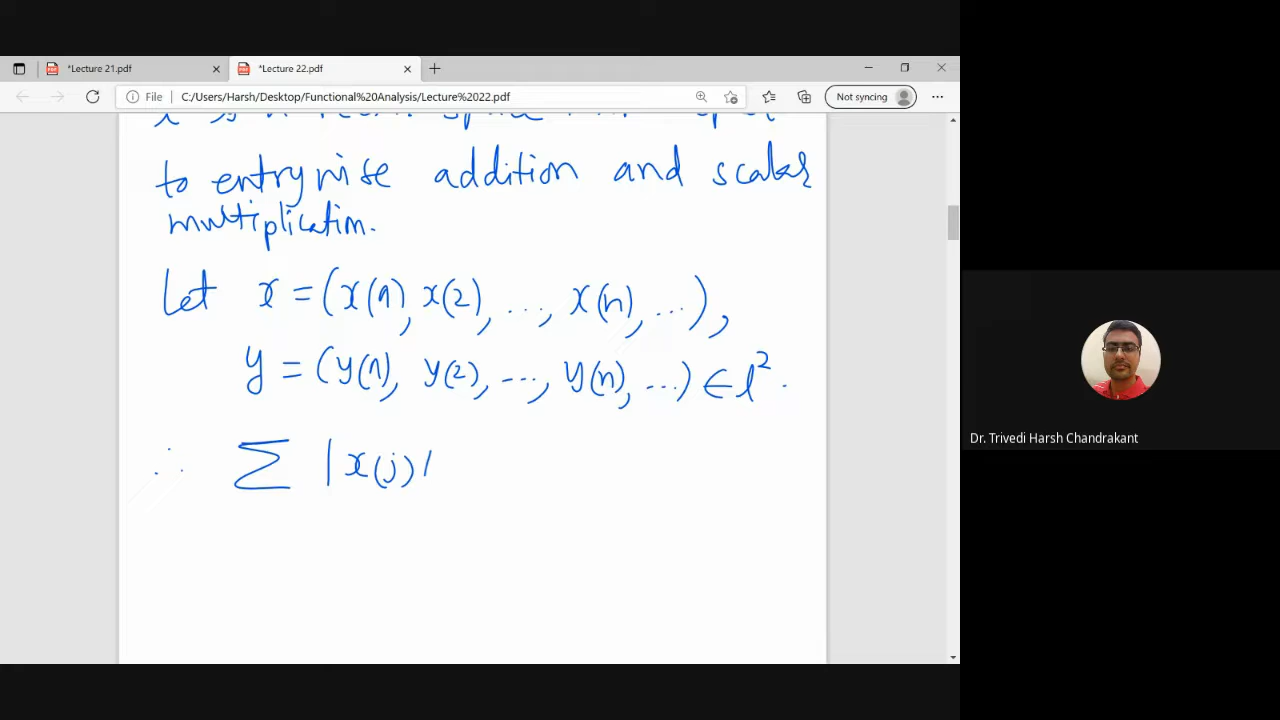 *Lecture 21.pdf
*Lecture 22.pdf
File
C:/Users/Harsh/Desktop/Functional%20Analysis/Lecture%2022.pdf
Not syncing
to entrywise addition and scalar
multiplication.
Let x = (x(1), x(2), ..., x(n), ...),
y = (y(1), y(2), ..., y(n), ...) ∈ l².
∴ ∑ |x(j)|
Dr. Trivedi Harsh Chandrakant